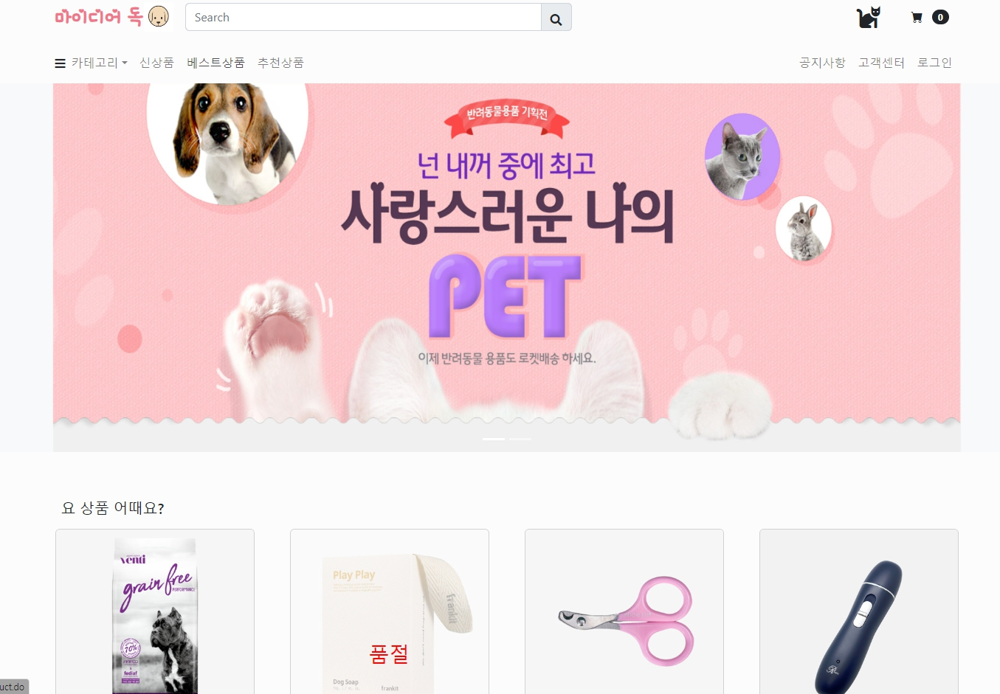 마이디어 독
Search
0
카테고리 신상품 베스트상품 추천상품
공지사항 고객센터 로그인
반려동물용품 기획전
넌 내꺼 중에 최고
사랑스러운 나의
PET
이제 반려동물 용품도 로켓배송 하세요.
요 상품 어때요?
venti
grain free
PERFORMANCE
70%
AAFCO
&
fediaf
Play Play
frankit
품절
Dog Soap
frankit
uct.do